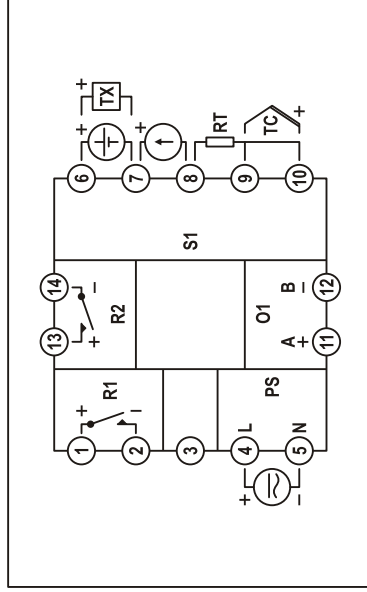 + TX
+ +
RT TC +
6 7 8 9 10
S1
14 13
− +
R2
O1
B −
A +
12 11
R1
+ −
PS
L N
1 2 3 4 5
+ −